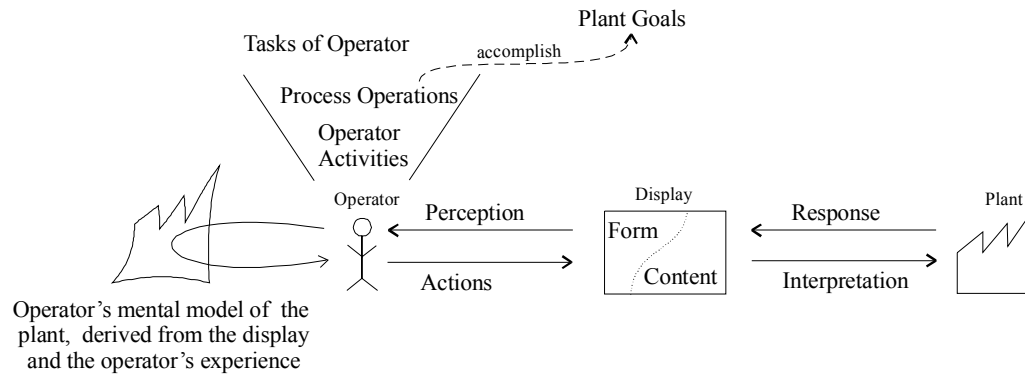 Plant Goals
Tasks of Operator
accomplish
Process Operations
Operator
Activities
Operator
Display
Plant
Perception
Response
Form
Content
Actions
Interpretation
Operator’s mental model of the
plant, derived from the display
and the operator’s experience